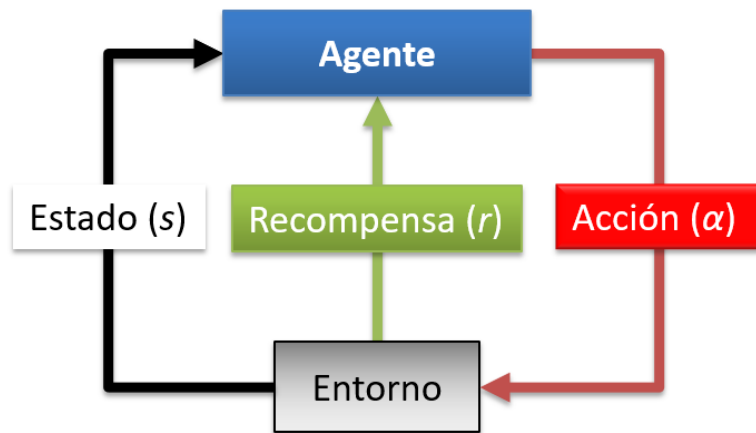 Agente
Estado (s)
Recompensa (r)
Acción (α)
Entorno